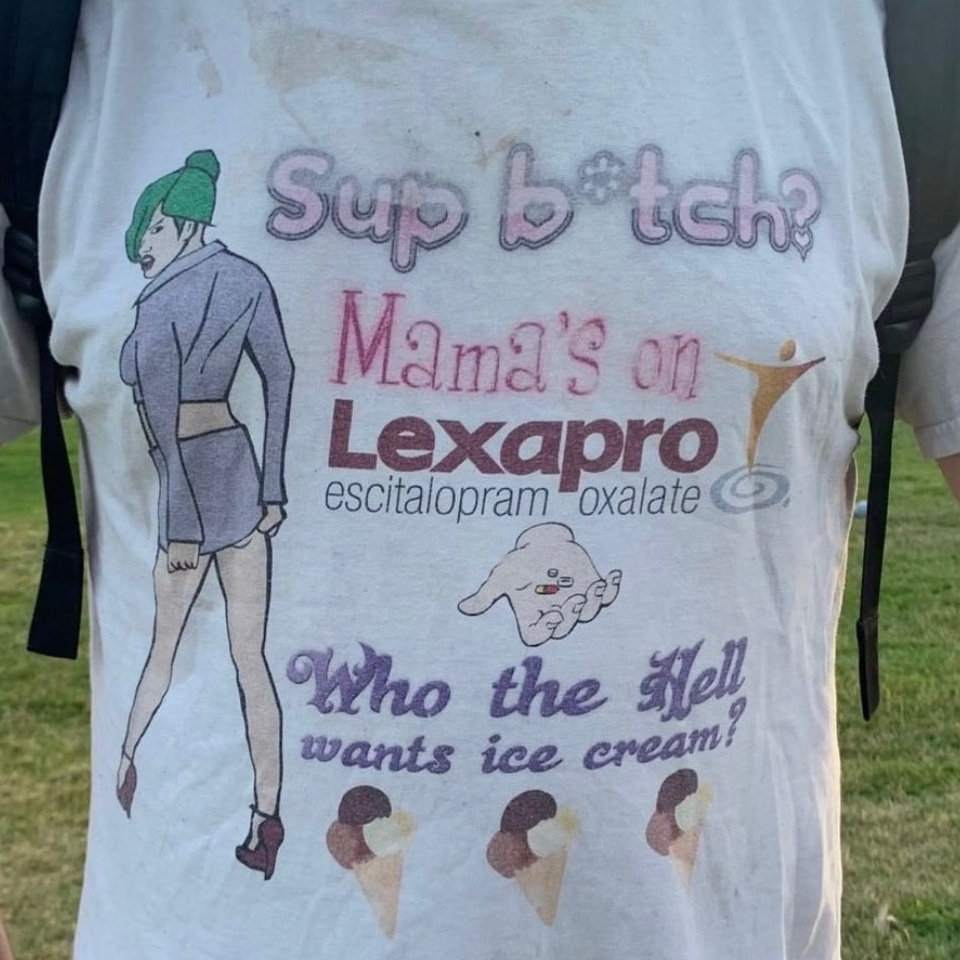 Sup b*tch?
Mama's on
Lexapro
escitalopram oxalate
Who the Hell
wants ice cream?